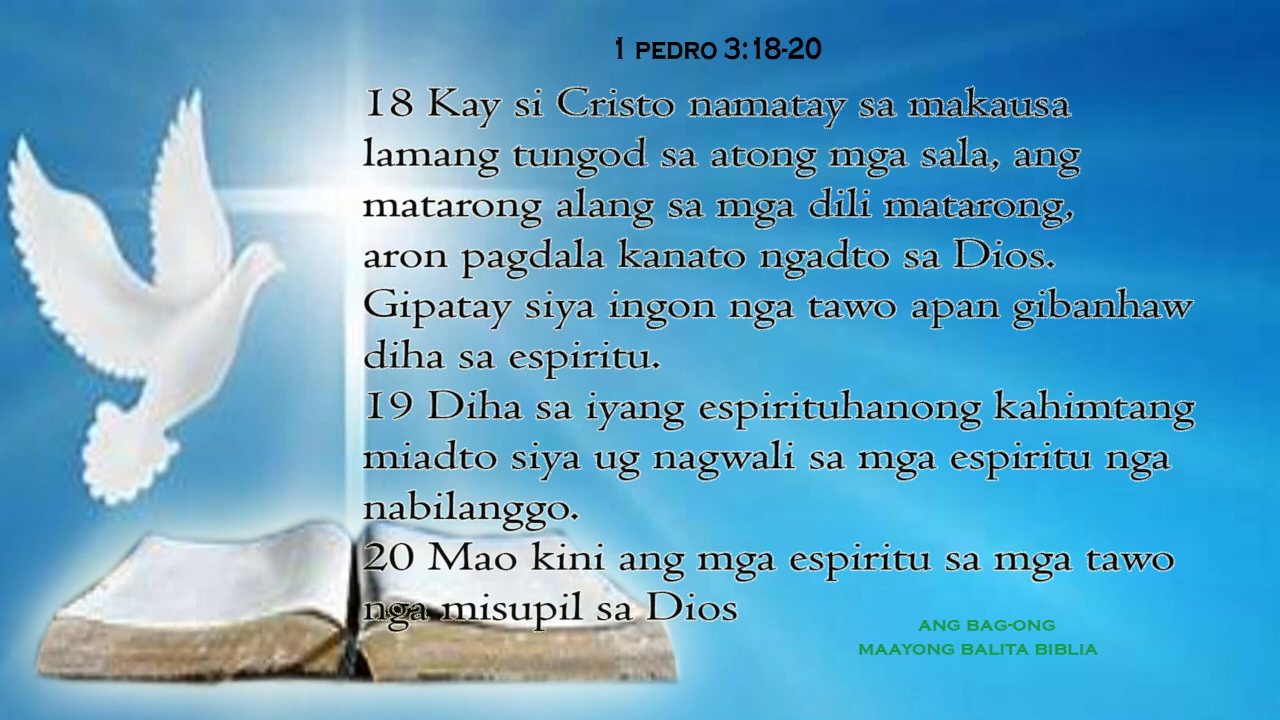 1 PEDRO 3:18-20
18 Kay si Cristo namatay sa makausa
lamang tungod sa atong mga sala, ang
matarong alang sa mga dili matarong,
aron pagdala kanato ngadto sa Dios.
Gipatay siya ingon nga tawo apan gibanhaw
diha sa espiritu.
19 Diha sa iyang espirituhanong kahimtang
miadto siya ug nagwali sa mga espiritu nga
nabilanggo.
20 Mao kini ang mga espiritu sa mga tawo
nga misupil sa Dios
ANG BAG-ONG
MAAYONG BALITA BIBLIA